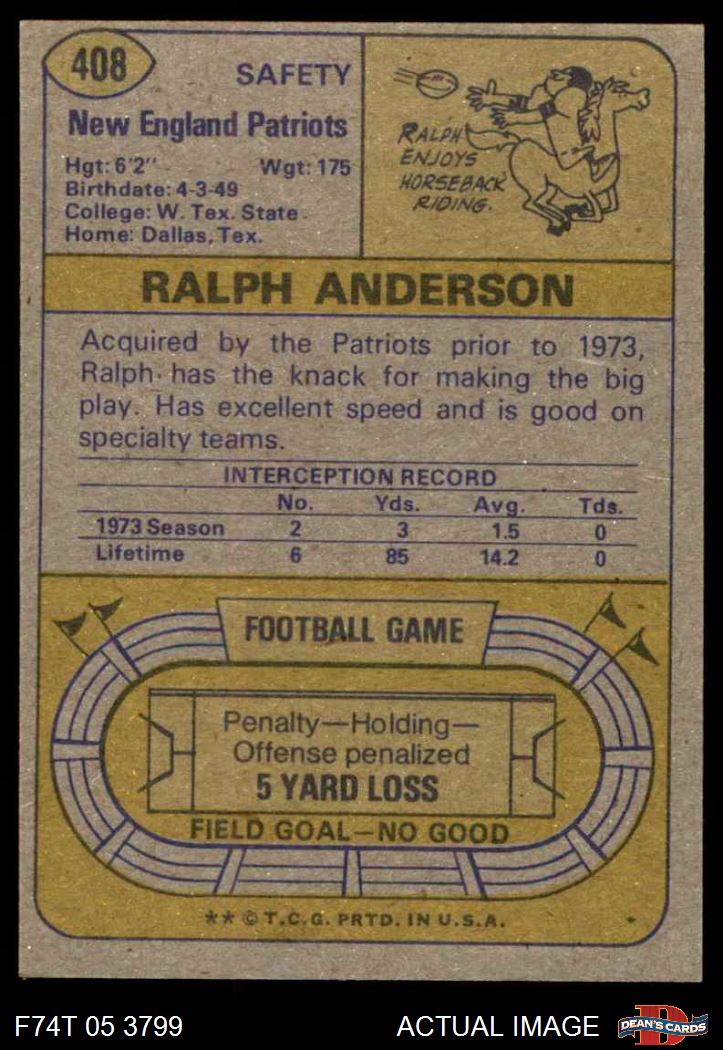 408
SAFETY
New England Patriots
Hgt: 6'2" Wgt: 175
Birthdate: 4-3-49
College: W. Tex. State
Home: Dallas, Tex.
RALPH
ENJOYS
HORSEBACK
RIDING.
RALPH ANDERSON
Acquired by the Patriots prior to 1973,
Ralph has the knack for making the big
play. Has excellent speed and is good on
specialty teams.
INTERCEPTION RECORD
No. Yds. Avg. Tds.
1973 Season 2 3 1.5 0
Lifetime 6 85 14.2 0
FOOTBALL GAME
Penalty—Holding—
Offense penalized
5 YARD LOSS
FIELD GOAL—NO GOOD
** © T.C.G. PRTD. IN U.S.A.
F74T 05 3799 ACTUAL IMAGE
DEAN'S CARDS